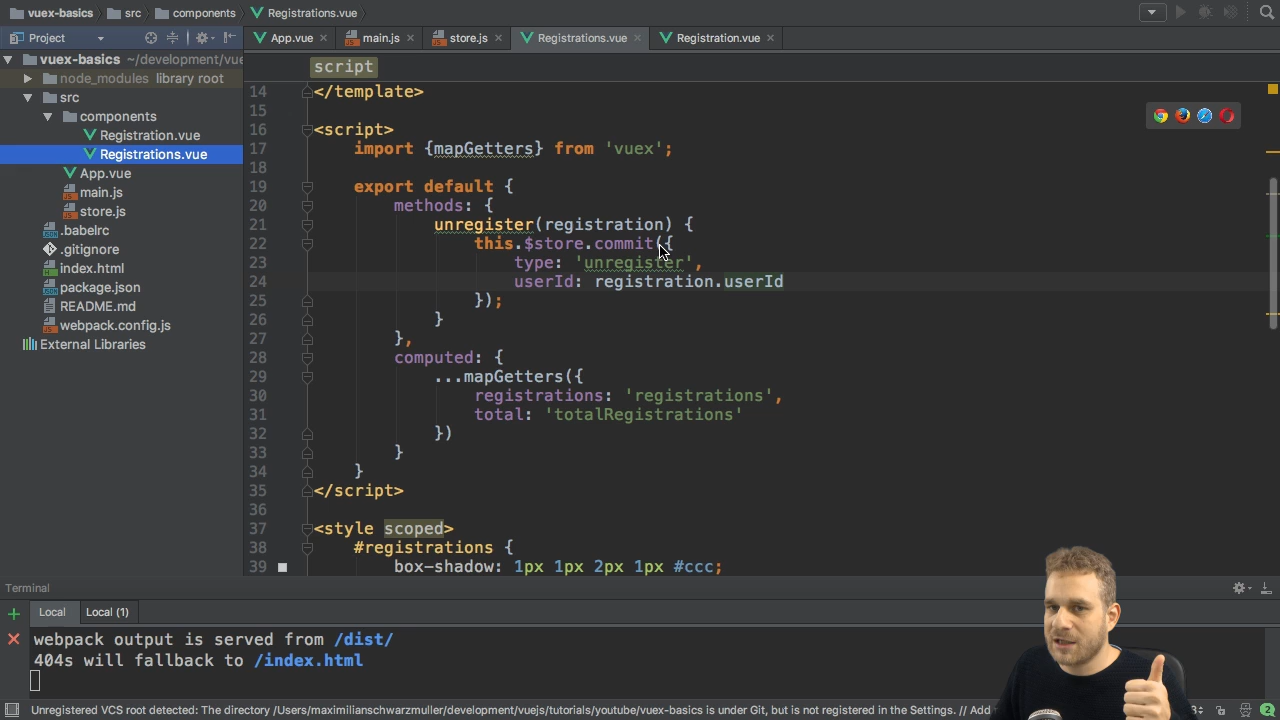 vuex-basics src components Registrations.vue
Project
App.vue main.js store.js Registrations.vue Registration.vue
vuex-basics ~/development/vue
node_modules library root
src
components
Registration.vue
Registrations.vue
App.vue
main.js
store.js
.babelrc
.gitignore
index.html
package.json
README.md
webpack.config.js
External Libraries
script
14 </template>
15
16 <script>
17 import {mapGetters} from 'vuex';
18
19 export default {
20 methods: {
21 unregister(registration) {
22 this.$store.commit({
23 type: 'unregister',
24 userId: registration.userId
25 });
26 }
27 },
28 computed: {
29 ...mapGetters({
30 registrations: 'registrations',
31 total: 'totalRegistrations'
32 })
33 }
34 }
35 </script>
36
37 <style scoped>
38 #registrations {
39 box-shadow: 1px 1px 2px 1px #ccc;
Terminal
Local Local (1)
webpack output is served from /dist/
404s will fallback to /index.html
Unregistered VCS root detected: The directory /Users/maximilianschwarzmuller/development/vuejs/tutorials/youtube/vuex-basics is under Git, but is not registered in the Settings. // Add
2